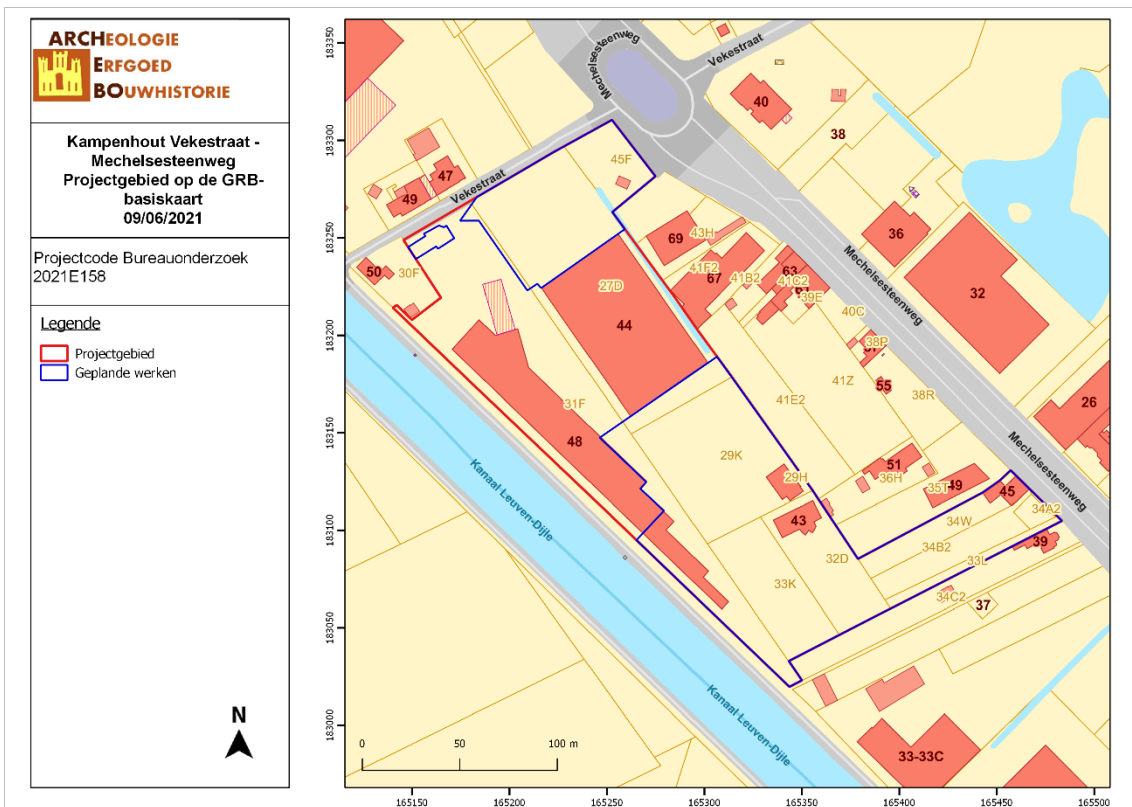 ARCHEOLOGIE
ERFGOED
BOUWHISTORIE
Kampenhout Vekestraat -
Mechelsesteenweg
Projectgebied op de GRB-
basiskaart
09/06/2021
Projectcode Bureauonderzoek
2021E158
Legende
Projectgebied
Geplande werken
N
183350
183300
183250
183200
183150
183100
183050
183000
165150
165200
165250
165300
165350
165400
165450
165500
0
50
100 m
Mechelsesteenweg
Vekestraat
40
38
45F
47
49
Vekestraat
50
30F
69
43H
36
41F2
67
41B2
63
41C2
61
39E
Mechelsesteenweg
32
27D
44
40C
38P
41Z
55
38R
26
31F
41E2
48
Mechelsesteenweg
29K
51
29H
36H
35T
49
45
Kanaal Leuven-Dijle
43
34W
34A2
34B2
39
32D
33L
33K
34C2
37
Kanaal Leuven-Dijle
33-33C